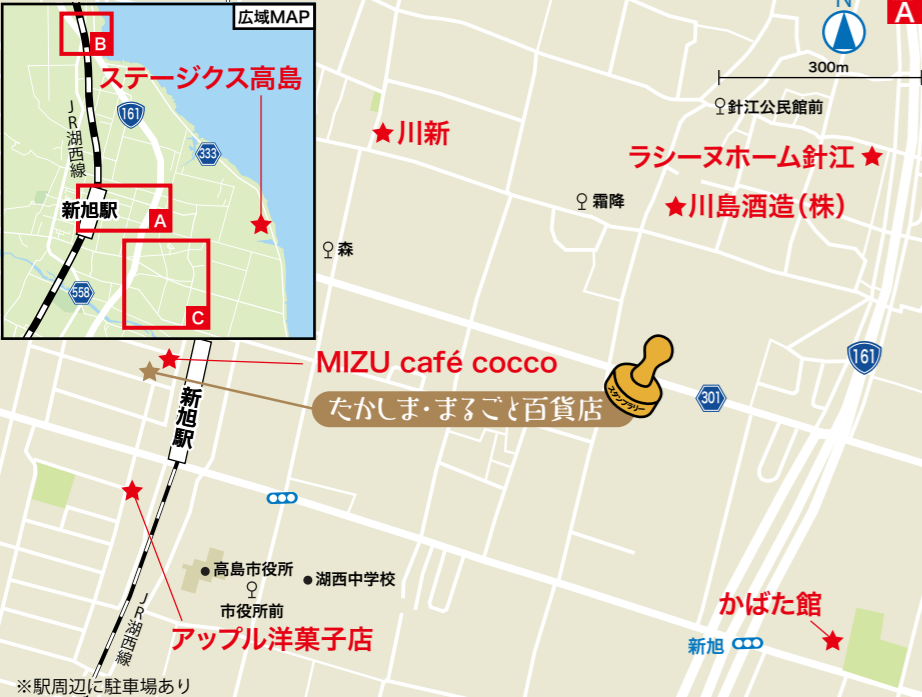 広域MAP
B
ステージクス高島
161
JR湖西線
333
新旭駅
A
558
C
N
A
300m
針江公民館前
川新
ラシーヌホーム針江
霜降
川島酒造(株)
森
MIZU café cocco
161
たかしま・まるごと百貨店
スタンプラリー
301
新旭駅
高島市役所
湖西中学校
市役所前
アップル洋菓子店
JR湖西線
かばた館
新旭
※駅周辺に駐車場あり